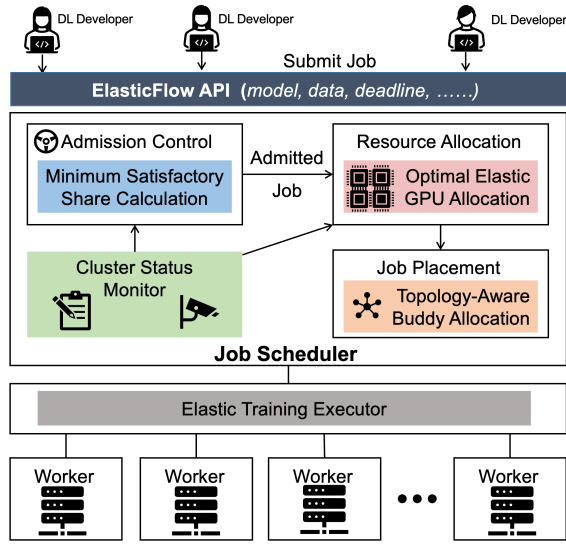 DL Developer
DL Developer
DL Developer
Submit Job
ElasticFlow API (model, data, deadline, ......)
Admission Control
Minimum Satisfactory
Share Calculation
Admitted
Job
Resource Allocation
Optimal Elastic
GPU Allocation
Cluster Status
Monitor
Job Placement
Topology-Aware
Buddy Allocation
Job Scheduler
Elastic Training Executor
Worker
Worker
Worker
Worker